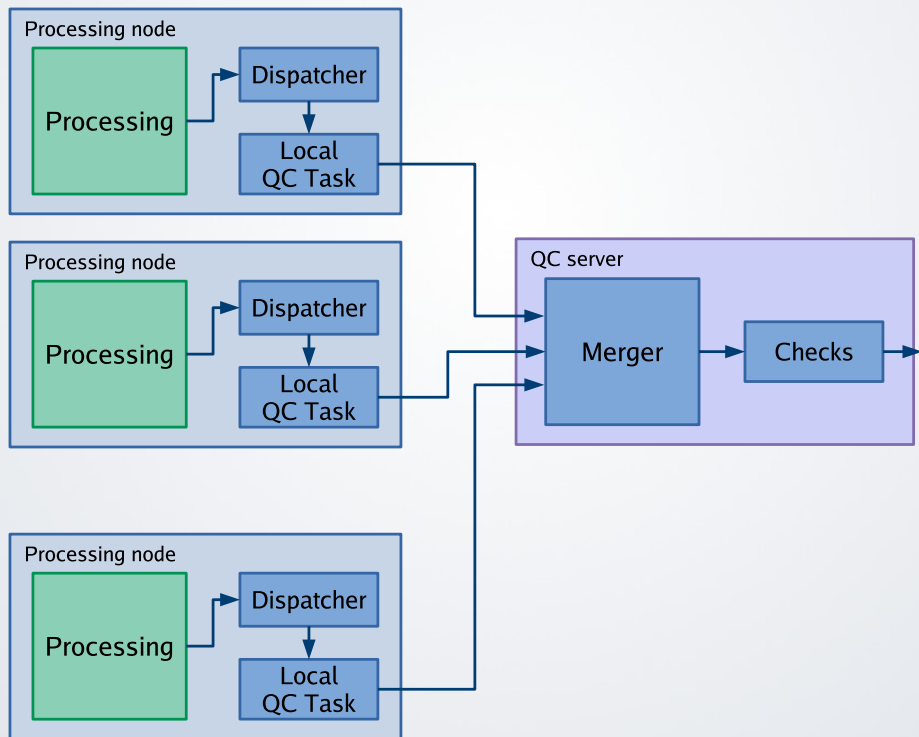 Processing node
Processing
Dispatcher
Local
QC Task
Processing node
Processing
Dispatcher
Local
QC Task
QC server
Merger
Checks
Processing node
Processing
Dispatcher
Local
QC Task